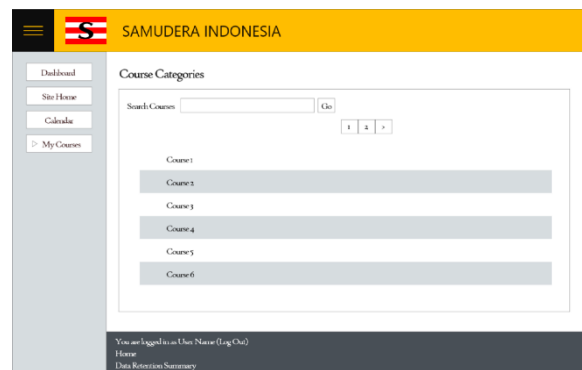 S
SAMUDERA INDONESIA
Dashboard
Site Home
Calendar
My Courses
Course Categories
Search Courses
Go
1 2 >
Course 1
Course 2
Course 3
Course 4
Course 5
Course 6
You are logged in as User Name (Log Out)
Home
Data Retention Summary